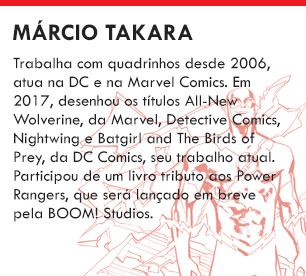 MÁRCIO TAKARA
Trabalha com quadrinhos desde 2006,
atua na DC e na Marvel Comics. Em
2017, desenhou os títulos All-New
Wolverine, da Marvel, Detective Comics,
Nightwing e Batgirl and The Birds of
Prey, da DC Comics, seu trabalho atual.
Participou de um livro tributo aos Power
Rangers, que será lançado em breve
pela BOOM! Studios.